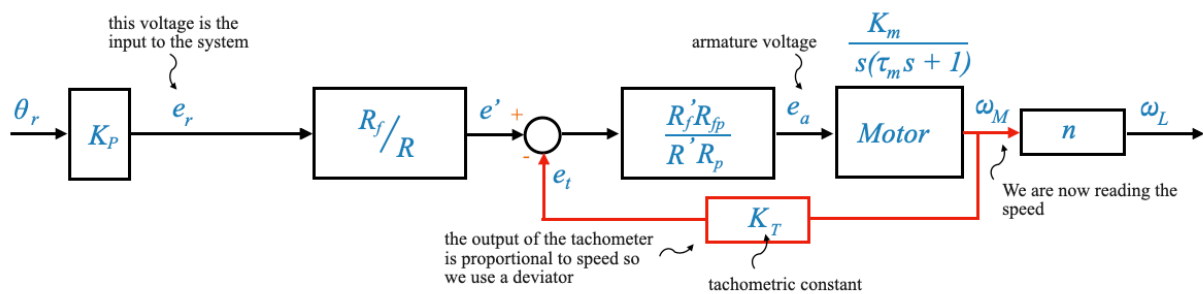 this voltage is the
input to the system
armature voltage
K_m
s(τ_m s + 1)
θ_r
K_P
e_r
R_f/R
e'
+
-
e_t
R_f'R_fp
R'R_p
e_a
Motor
ω_M
n
ω_L
We are now reading the
speed
K_T
the output of the tachometer
is proportional to speed so
we use a deviator
tachometric constant